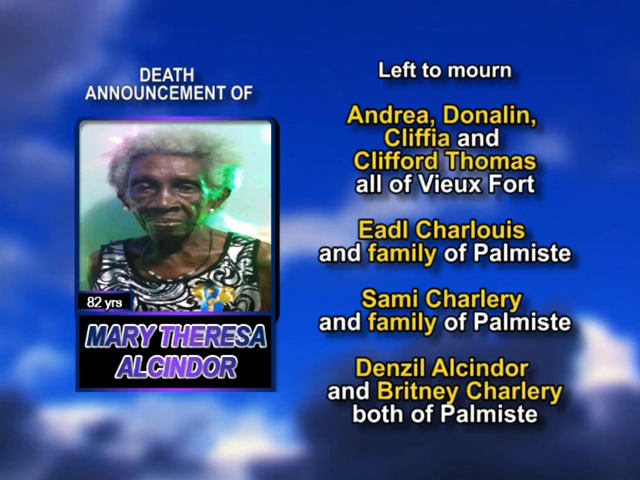 DEATH
ANNOUNCEMENT OF
82 yrs
MARY THERESA
ALCINDOR
Left to mourn
Andrea, Donalin,
Cliffia and
Clifford Thomas
all of Vieux Fort
Eadl Charlouis
and family of Palmiste
Sami Charlery
and family of Palmiste
Denzil Alcindor
and Britney Charlery
both of Palmiste